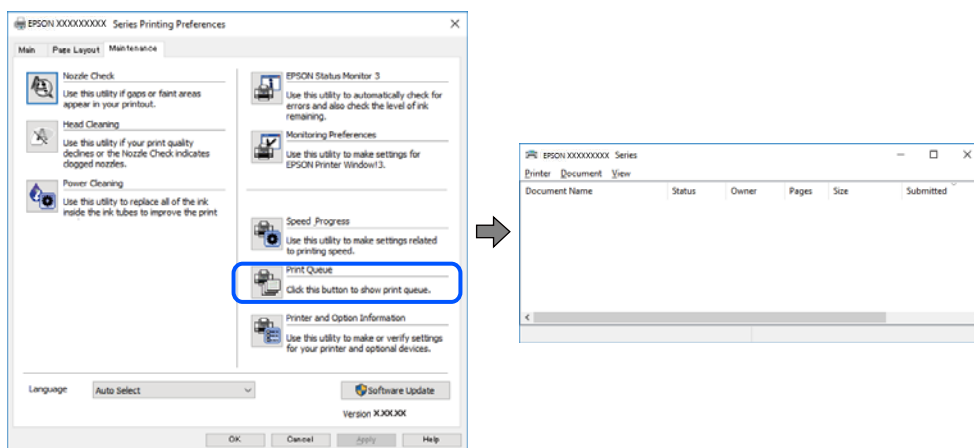 EPSON XXXXXXXXX Series Printing Preferences
Main Page Layout Maintenance
Nozzle Check
Use this utility if gaps or faint areas
appear in your printout.
Head Cleaning
Use this utility if your print quality
declines or the Nozzle Check indicates
clogged nozzles.
Power Cleaning
Use this utility to replace all of the ink
inside the ink tubes to improve the print
EPSON Status Monitor 3
Use this utility to automatically check for
errors and also check the level of ink
remaining.
Monitoring Preferences
Use this utility to make settings for
EPSON Printer Window!3.
Speed Progress
Use this utility to make settings related
to printing speed.
Print Queue
Click this button to show print queue.
Printer and Option Information
Use this utility to make or verify settings
for your printer and optional devices.
Language Auto Select
Software Update
Version X.XX.XX
OK Cancel Apply Help
EPSON XXXXXXXXX Series
Printer Document View
Document Name Status Owner Pages Size Submitted